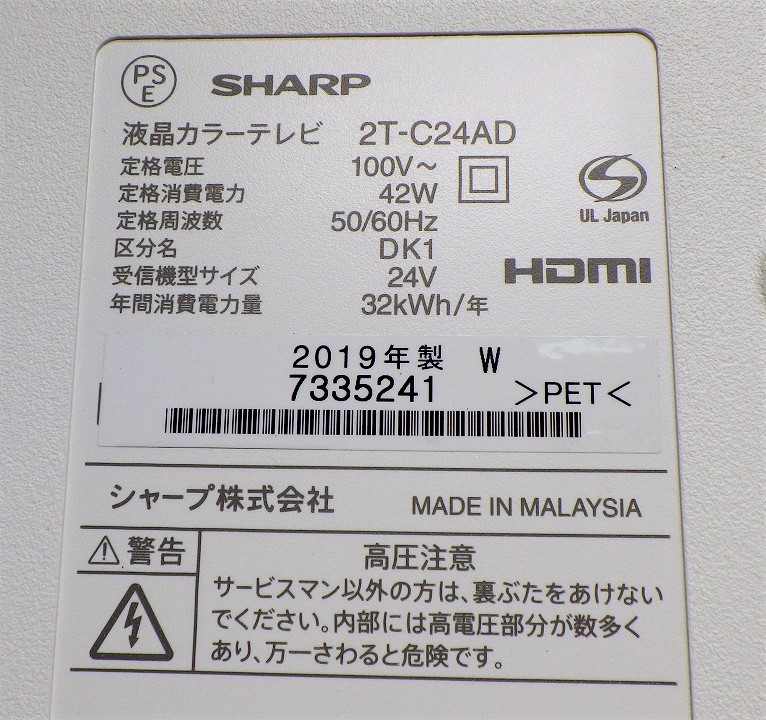 PS
E
SHARP
液晶カラーテレビ 2T-C24AD
定格電圧 100V～
定格消費電力 42W
定格周波数 50/60Hz
区分名 DK1
受信機型サイズ 24V
年間消費電力量 32kWh/年
UL Japan
HDMI
2019年製 W
7335241 >PET<
シャープ株式会社 MADE IN MALAYSIA
警告
高圧注意
サービスマン以外の方は、裏ぶたをあけない
でください。内部には高電圧部分が数多く
あり、万一さわると危険です。